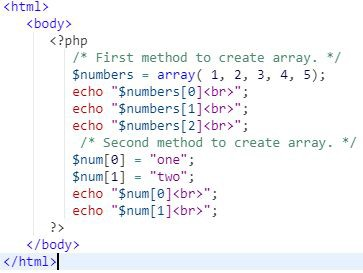 <html>
<body>
<?php
/* First method to create array. */
$numbers = array( 1, 2, 3, 4, 5);
echo "$numbers[0]<br>";
echo "$numbers[1]<br>";
echo "$numbers[2]<br>";
/* Second method to create array. */
$num[0] = "one";
$num[1] = "two";
echo "$num[0]<br>";
echo "$num[1]<br>";
?>
</body>
</html>